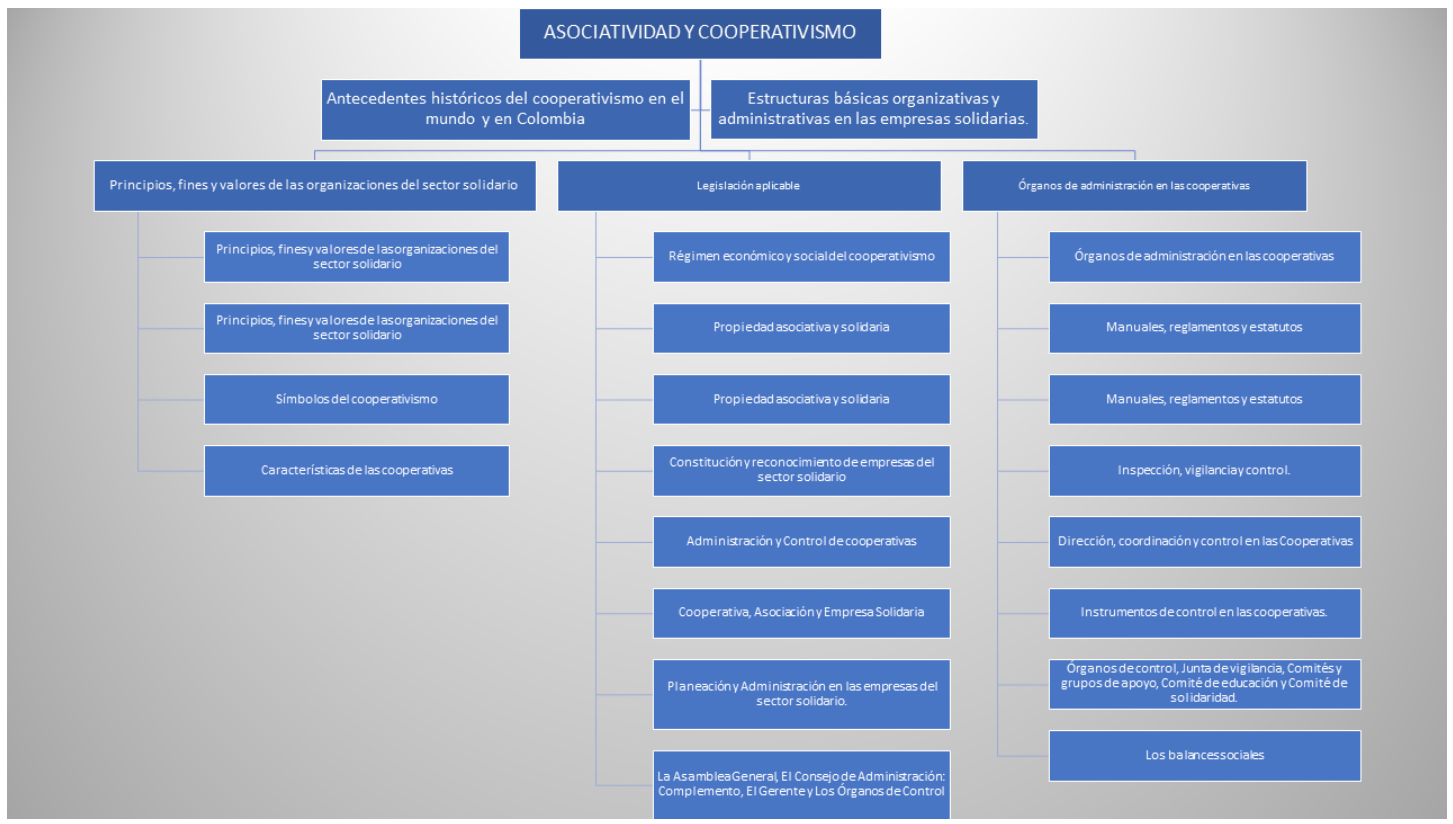 ASOCIATIVIDAD Y COOPERATIVISMO
Antecedentes históricos del cooperativismo en el
mundo y en Colombia
Estructuras básicas organizativas y
administrativas en las empresas solidarias.
Principios, fines y valores de las organizaciones del sector solidario
Principios, fines y valores de las organizaciones del
sector solidario
Principios, fines y valores de las organizaciones del
sector solidario
Símbolos del cooperativismo
Características de las cooperativas
Legislación aplicable
Régimen económico y social del cooperativismo
Propiedad asociativa y solidaria
Propiedad asociativa y solidaria
Constitución y reconocimiento de empresas del
sector solidario
Administración y Control de cooperativas
Cooperativa, Asociación y Empresa Solidaria
Planeación y Administración en las empresas del
sector solidario.
La Asamblea General, El Consejo de Administración:
Complemento, El Gerente y Los Órganos de Control
Órganos de administración en las cooperativas
Órganos de administración en las cooperativas
Manuales, reglamentos y estatutos
Manuales, reglamentos y estatutos
Inspección, vigilancia y control.
Dirección, coordinación y control en las Cooperativas
Instrumentos de control en las cooperativas.
Órganos de control, Junta de vigilancia, Comités y
grupos de apoyo, Comité de educación y Comité de
solidaridad.
Los balances sociales